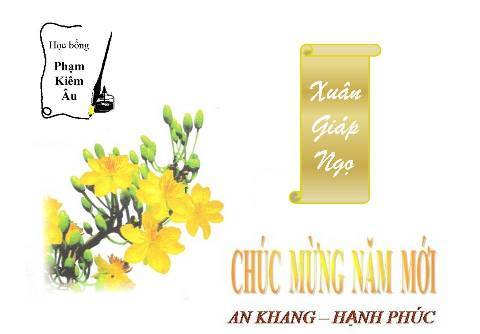 Học bổng
Phạm
Kiêm
Âu
Xuân
Giáp
Ngọ
CHÚC MỪNG NĂM MỚI
AN KHANG – HẠNH PHÚC